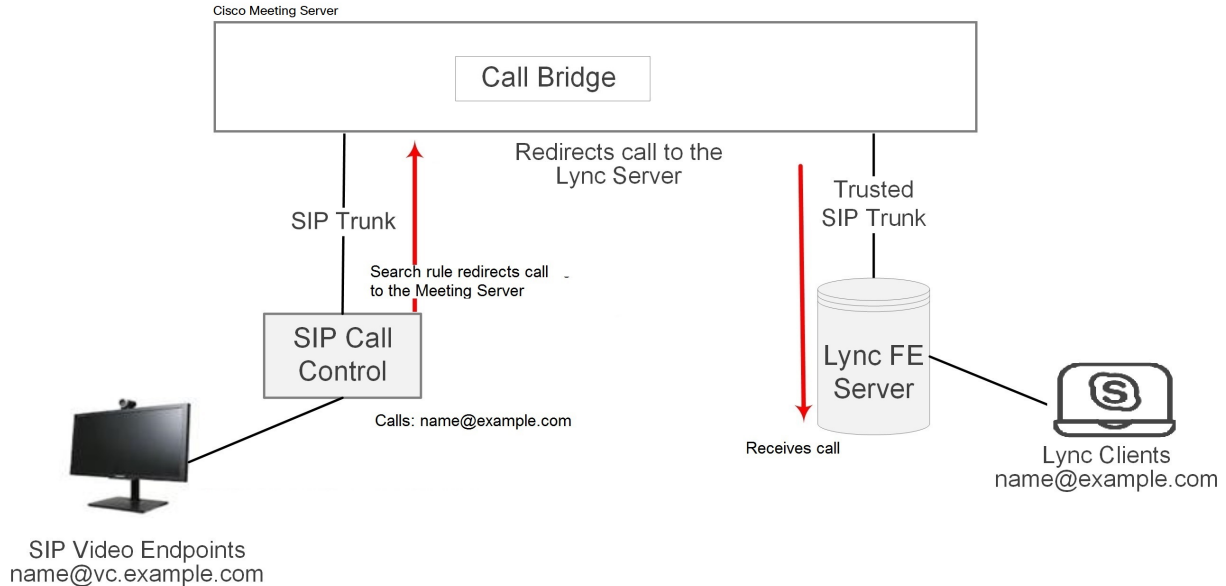 Cisco Meeting Server
Call Bridge
Redirects call to the
Lync Server
SIP Trunk
Trusted
SIP Trunk
Search rule redirects call
to the Meeting Server
SIP Call
Control
Lync FE
Server
Calls: name@example.com
Receives call
Lync Clients
name@example.com
SIP Video Endpoints
name@vc.example.com